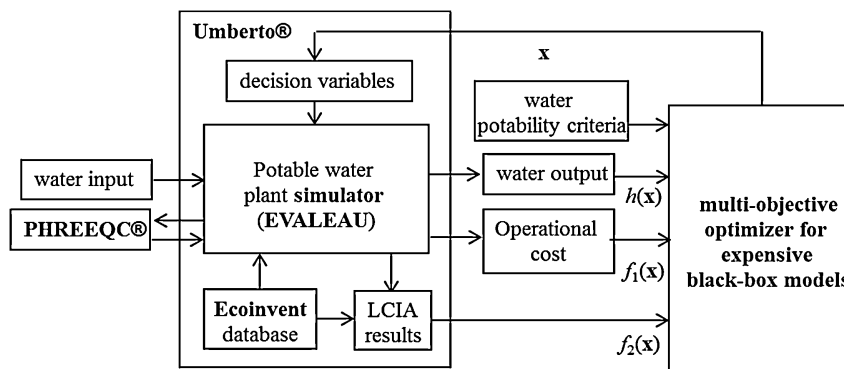 Umberto®
x
decision variables
water
potability criteria
water input
Potable water
plant simulator
(EVALEAU)
water output
h(x)
PHREEQC®
Operational
cost
f₁(x)
multi-objective
optimizer for
expensive
black-box models
Ecoinvent
database
LCIA
results
f₂(x)